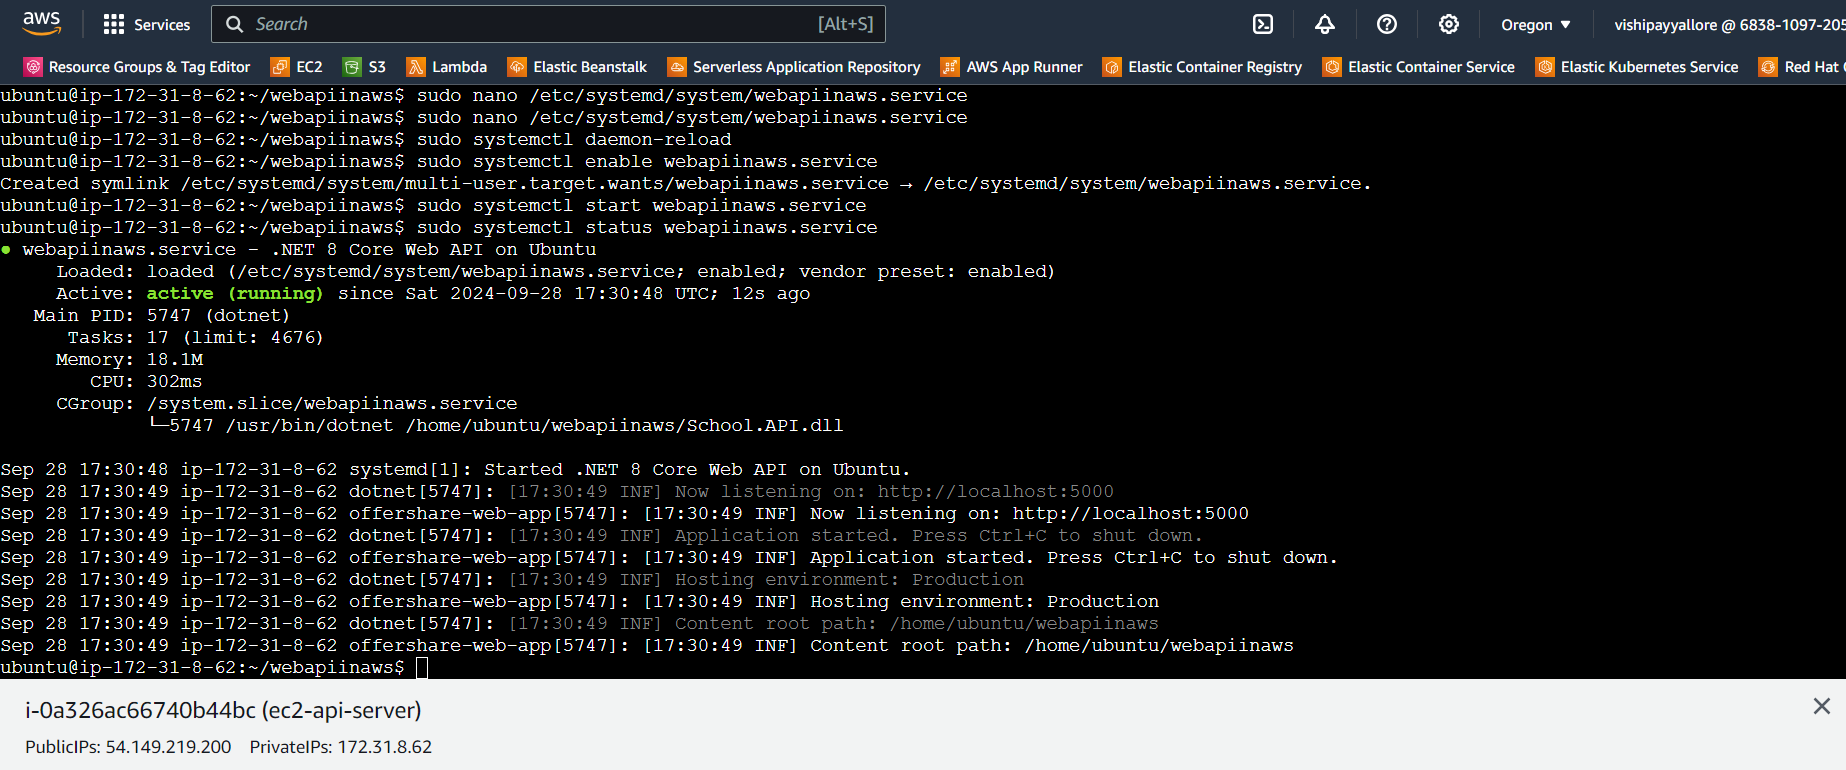 aws Services Search [Alt+S] Oregon vishipayyallore @ 6838-1097-205
Resource Groups & Tag Editor EC2 S3 Lambda Elastic Beanstalk Serverless Application Repository AWS App Runner Elastic Container Registry Elastic Container Service Elastic Kubernetes Service Red Hat
ubuntu@ip-172-31-8-62:~/webapiinaws$ sudo nano /etc/systemd/system/webapiinaws.service
ubuntu@ip-172-31-8-62:~/webapiinaws$ sudo nano /etc/systemd/system/webapiinaws.service
ubuntu@ip-172-31-8-62:~/webapiinaws$ sudo systemctl daemon-reload
ubuntu@ip-172-31-8-62:~/webapiinaws$ sudo systemctl enable webapiinaws.service
Created symlink /etc/systemd/system/multi-user.target.wants/webapiinaws.service → /etc/systemd/system/webapiinaws.service.
ubuntu@ip-172-31-8-62:~/webapiinaws$ sudo systemctl start webapiinaws.service
ubuntu@ip-172-31-8-62:~/webapiinaws$ sudo systemctl status webapiinaws.service
● webapiinaws.service - .NET 8 Core Web API on Ubuntu
Loaded: loaded (/etc/systemd/system/webapiinaws.service; enabled; vendor preset: enabled)
Active: active (running) since Sat 2024-09-28 17:30:48 UTC; 12s ago
Main PID: 5747 (dotnet)
Tasks: 17 (limit: 4676)
Memory: 18.1M
CPU: 302ms
CGroup: /system.slice/webapiinaws.service
└─5747 /usr/bin/dotnet /home/ubuntu/webapiinaws/School.API.dll
Sep 28 17:30:48 ip-172-31-8-62 systemd[1]: Started .NET 8 Core Web API on Ubuntu.
Sep 28 17:30:49 ip-172-31-8-62 dotnet[5747]: [17:30:49 INF] Now listening on: http://localhost:5000
Sep 28 17:30:49 ip-172-31-8-62 offershare-web-app[5747]: [17:30:49 INF] Now listening on: http://localhost:5000
Sep 28 17:30:49 ip-172-31-8-62 dotnet[5747]: [17:30:49 INF] Application started. Press Ctrl+C to shut down.
Sep 28 17:30:49 ip-172-31-8-62 offershare-web-app[5747]: [17:30:49 INF] Application started. Press Ctrl+C to shut down.
Sep 28 17:30:49 ip-172-31-8-62 dotnet[5747]: [17:30:49 INF] Hosting environment: Production
Sep 28 17:30:49 ip-172-31-8-62 offershare-web-app[5747]: [17:30:49 INF] Hosting environment: Production
Sep 28 17:30:49 ip-172-31-8-62 dotnet[5747]: [17:30:49 INF] Content root path: /home/ubuntu/webapiinaws
Sep 28 17:30:49 ip-172-31-8-62 offershare-web-app[5747]: [17:30:49 INF] Content root path: /home/ubuntu/webapiinaws
ubuntu@ip-172-31-8-62:~/webapiinaws$
i-0a326ac66740b44bc (ec2-api-server)
PublicIPs: 54.149.219.200 PrivateIPs: 172.31.8.62